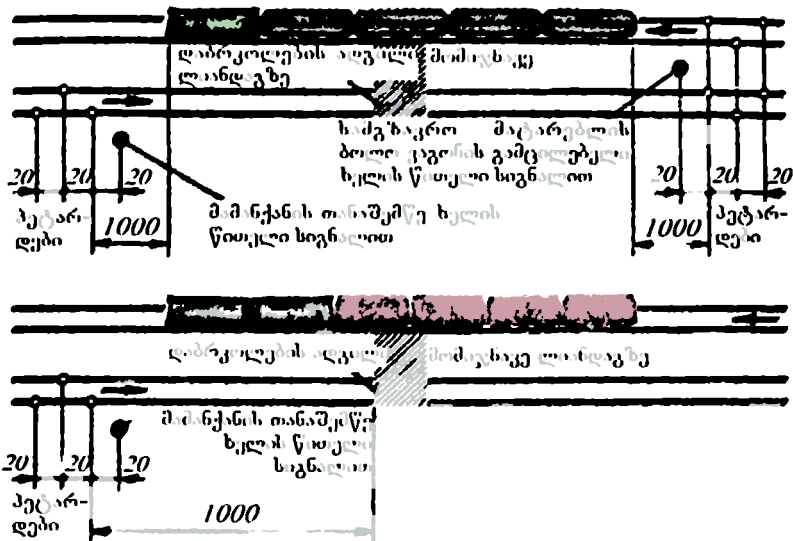 დაბრკოლების ადგილი მომიჯნავე
ლიანდაგზე
სამგზავრო მატარებლის
ბოლო ვაგონის გამცილებელი
ხელის წითელი სიგნალით
20 20 20
20 20 20
პეტარ-
დები
1000
მემანქანის თანაშემწე ხელის
წითელი სიგნალით
1000
პეტარ-
დები
დაბრკოლების ადგილი მომიჯნავე ლიანდაგზე
მემანქანის თანაშემწე
ხელის წითელი
სიგნალით
20 20 20
პეტარ-
დები
1000